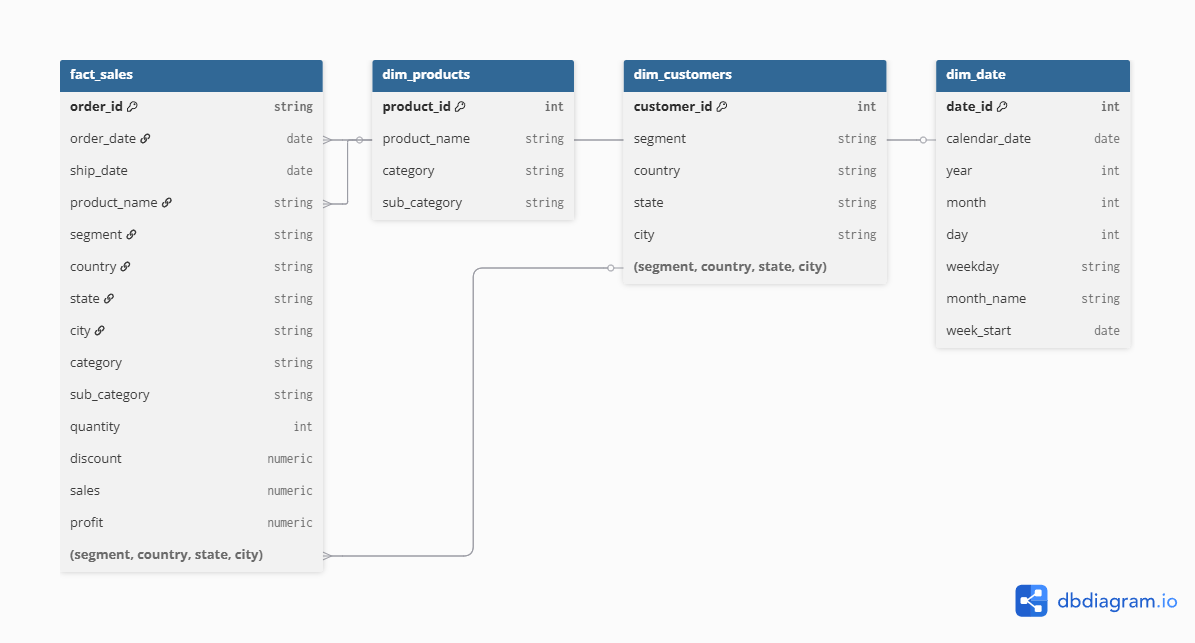 fact_sales
order_id string
order_date date
ship_date date
product_name string
segment string
country string
state string
city string
category string
sub_category string
quantity int
discount numeric
sales numeric
profit numeric
(segment, country, state, city)
dim_products
product_id int
product_name string
category string
sub_category string
dim_customers
customer_id int
segment string
country string
state string
city string
(segment, country, state, city)
dim_date
date_id int
calendar_date date
year int
month int
day int
weekday string
month_name string
week_start date
dbdiagram.io